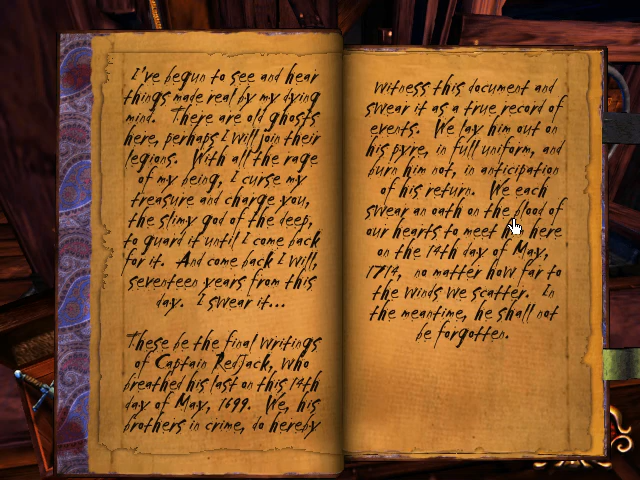 I've begun to see and hear
things made real by my dying
mind. There are old ghosts
here, perhaps I will join their
legions. With all the rage
of my being, I curse my
treasure and charge you,
the slimy god of the deep,
to guard it until I come back
for it. And come back I will,
seventeen years from this
day. I swear it...
These be the final writings
of Captain RedJack, who
breathed his last on this 14th
day of May, 1699. We, his
brothers in crime, do hereby
witness this document and
swear it as a true record of
events. We lay him out on
his pyre, in full uniform, and
burn him not, in anticipation
of his return. We each
swear an oath on the blood of
our hearts to meet here
on the 14th day of May,
1714, no matter how far to
the winds we scatter. In
the meantime, he shall not
be forgotten.